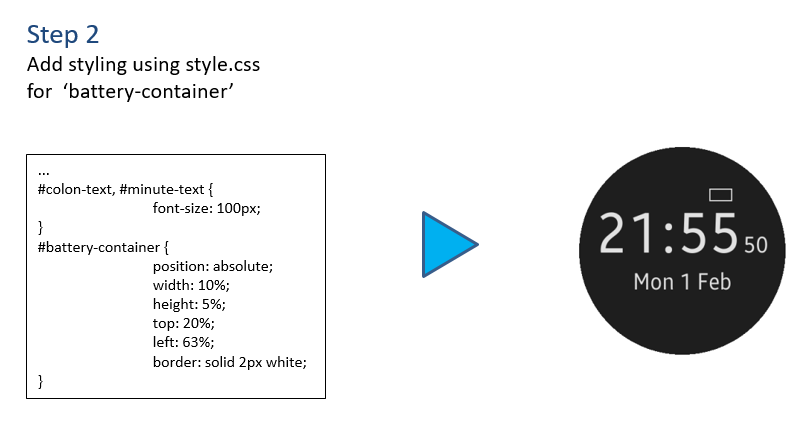 Step 2
Add styling using style.css
for ‘battery-container’
...
#colon-text, #minute-text {
font-size: 100px;
}
#battery-container {
position: absolute;
width: 10%;
height: 5%;
top: 20%;
left: 63%;
border: solid 2px white;
}
21:55 50
Mon 1 Feb